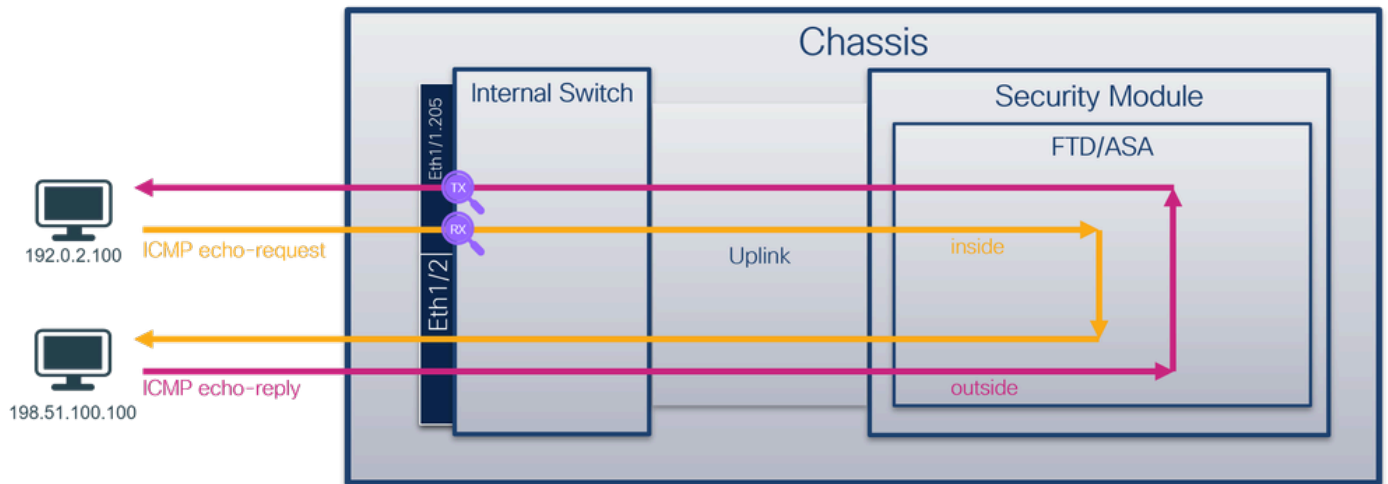 Chassis
Internal Switch
Security Module
FTD/ASA
Eth1/1.205
TX
RX
192.0.2.100
ICMP echo-request
Uplink
inside
Eth1/2
198.51.100.100
ICMP echo-reply
outside